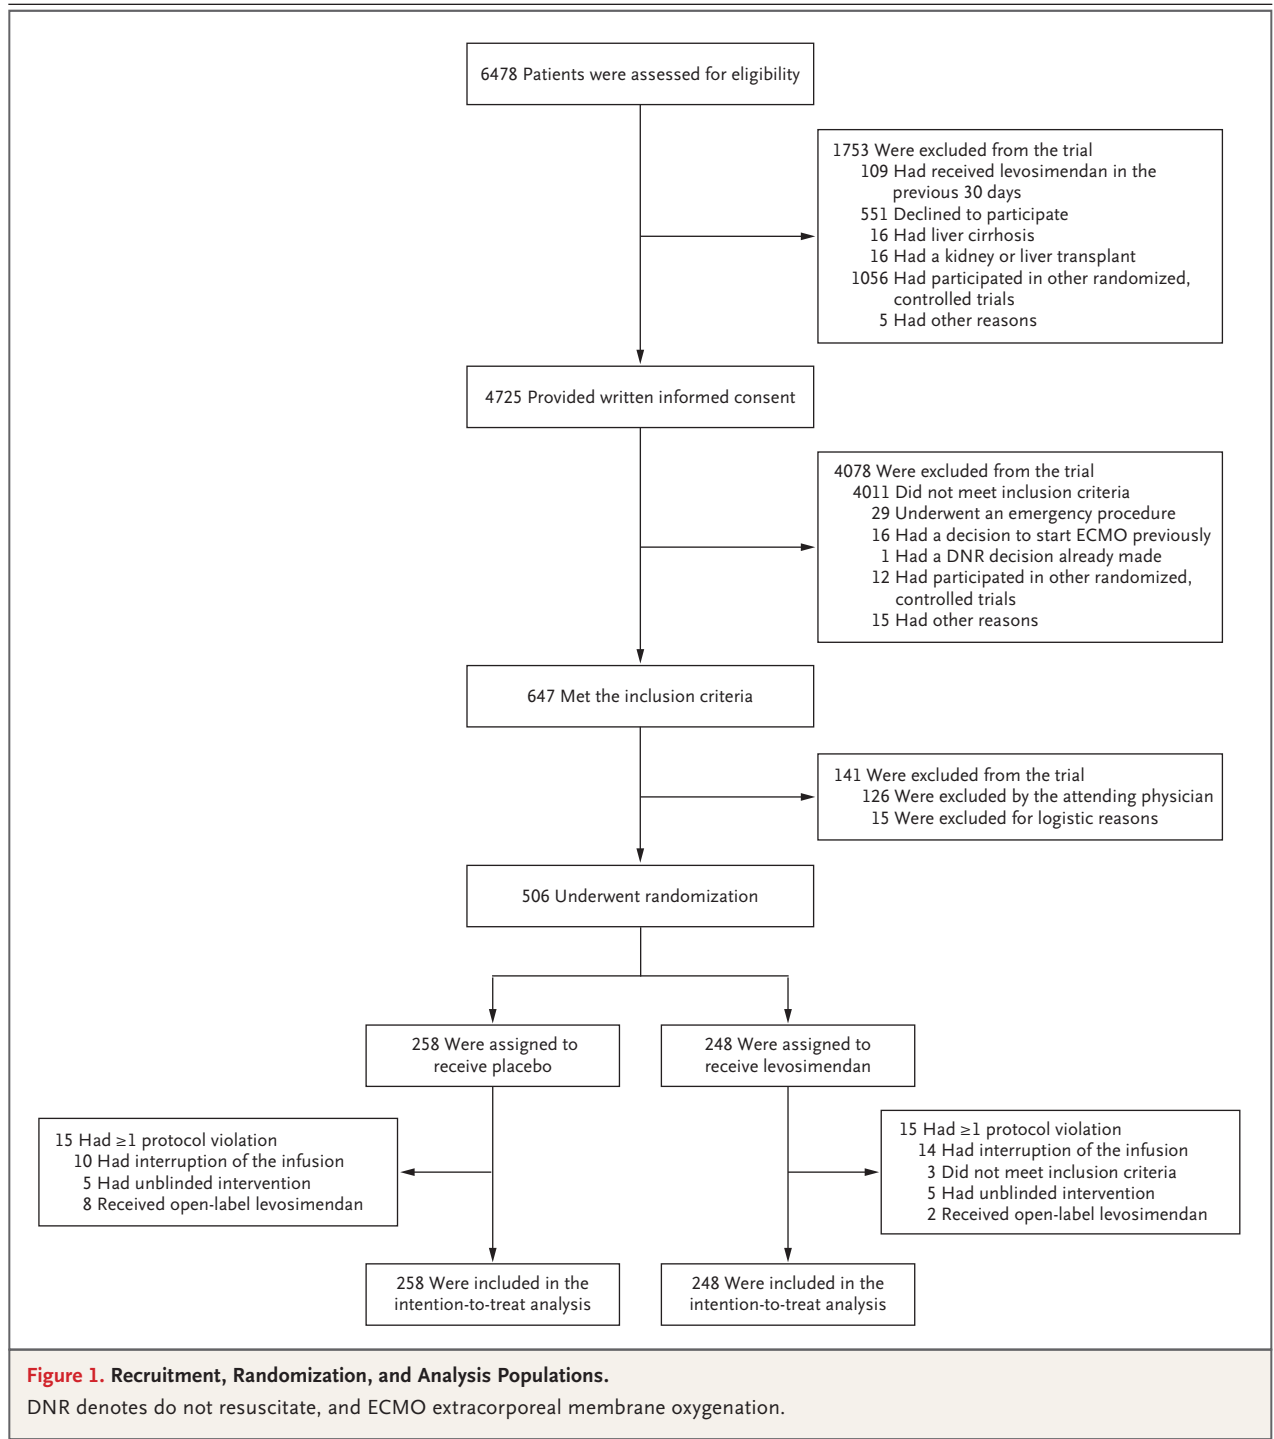 6478 Patients were assessed for eligibility
1753 Were excluded from the trial
109 Had received levosimendan in the
previous 30 days
551 Declined to participate
16 Had liver cirrhosis
16 Had a kidney or liver transplant
1056 Had participated in other randomized,
controlled trials
5 Had other reasons
4725 Provided written informed consent
4078 Were excluded from the trial
4011 Did not meet inclusion criteria
29 Underwent an emergency procedure
16 Had a decision to start ECMO previously
1 Had a DNR decision already made
12 Had participated in other randomized,
controlled trials
15 Had other reasons
647 Met the inclusion criteria
141 Were excluded from the trial
126 Were excluded by the attending physician
15 Were excluded for logistic reasons
506 Underwent randomization
258 Were assigned to
receive placebo
248 Were assigned to
receive levosimendan
15 Had ≥1 protocol violation
10 Had interruption of the infusion
5 Had unblinded intervention
8 Received open-label levosimendan
15 Had ≥1 protocol violation
14 Had interruption of the infusion
3 Did not meet inclusion criteria
5 Had unblinded intervention
2 Received open-label levosimendan
258 Were included in the
intention-to-treat analysis
248 Were included in the
intention-to-treat analysis
Figure 1. Recruitment, Randomization, and Analysis Populations.
DNR denotes do not resuscitate, and ECMO extracorporeal membrane oxygenation.